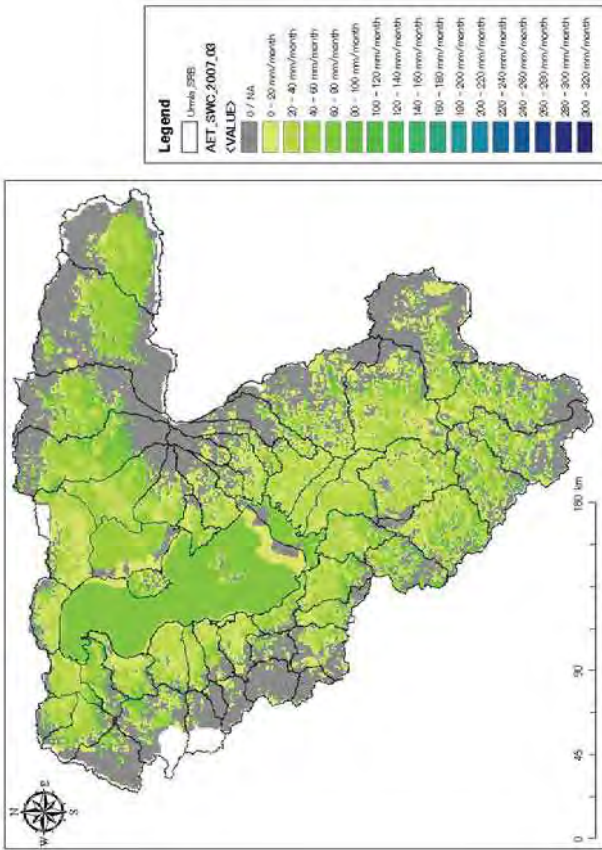 N
W
E
S
0
45
90
180 km
Legend
Urmia_SRB
AET_SWC_2007_03
<VALUE>
0 / NA
0 - 20 mm/month
20 - 40 mm/month
40 - 60 mm/month
60 - 80 mm/month
80 - 100 mm/month
100 - 120 mm/month
120 - 140 mm/month
140 - 160 mm/month
160 - 180 mm/month
180 - 200 mm/month
200 - 220 mm/month
220 - 240 mm/month
240 - 260 mm/month
260 - 280 mm/month
280 - 300 mm/month
300 - 320 mm/month